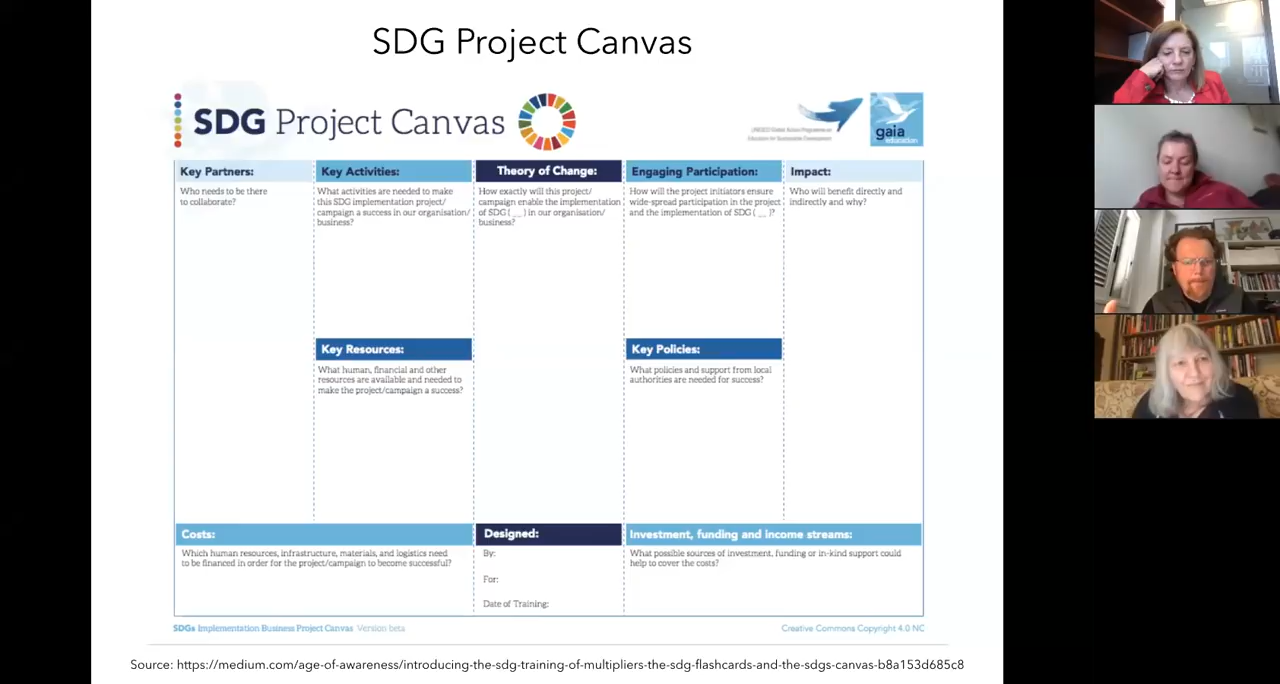 SDG Project Canvas
SDG Project Canvas
gaia
education
Key Partners:
Who needs to be there
to collaborate?
Key Activities:
What activities are needed to make
this SDG implementation project/
campaign a success in our organisation/
business?
Key Resources:
What human, financial and other
resources are available and needed to
make the project/campaign a success?
Theory of Change:
How exactly will this project/
campaign enable the implementation
of SDG ( __ ) in our organisation/
business?
Engaging Participation:
How will the project initiators ensure
wide-spread participation in the project
and the implementation of SDG ( __ )?
Key Policies:
What policies and support from local
authorities are needed for success?
Impact:
Who will benefit directly and
indirectly and why?
Costs:
Which human resources, infrastructure, materials, and logistics need
to be financed in order for the project/campaign to become successful?
Designed:
By:
For:
Date of Training:
Investment, funding and income streams:
What possible sources of investment, funding or in-kind support could
help to cover the costs?
SDGs Implementation Business Project Canvas Version beta
Creative Commons Copyright 4.0 NC
Source: https://medium.com/age-of-awareness/introducing-the-sdg-training-of-multipliers-the-sdg-flashcards-and-the-sdgs-canvas-b8a153d685c8